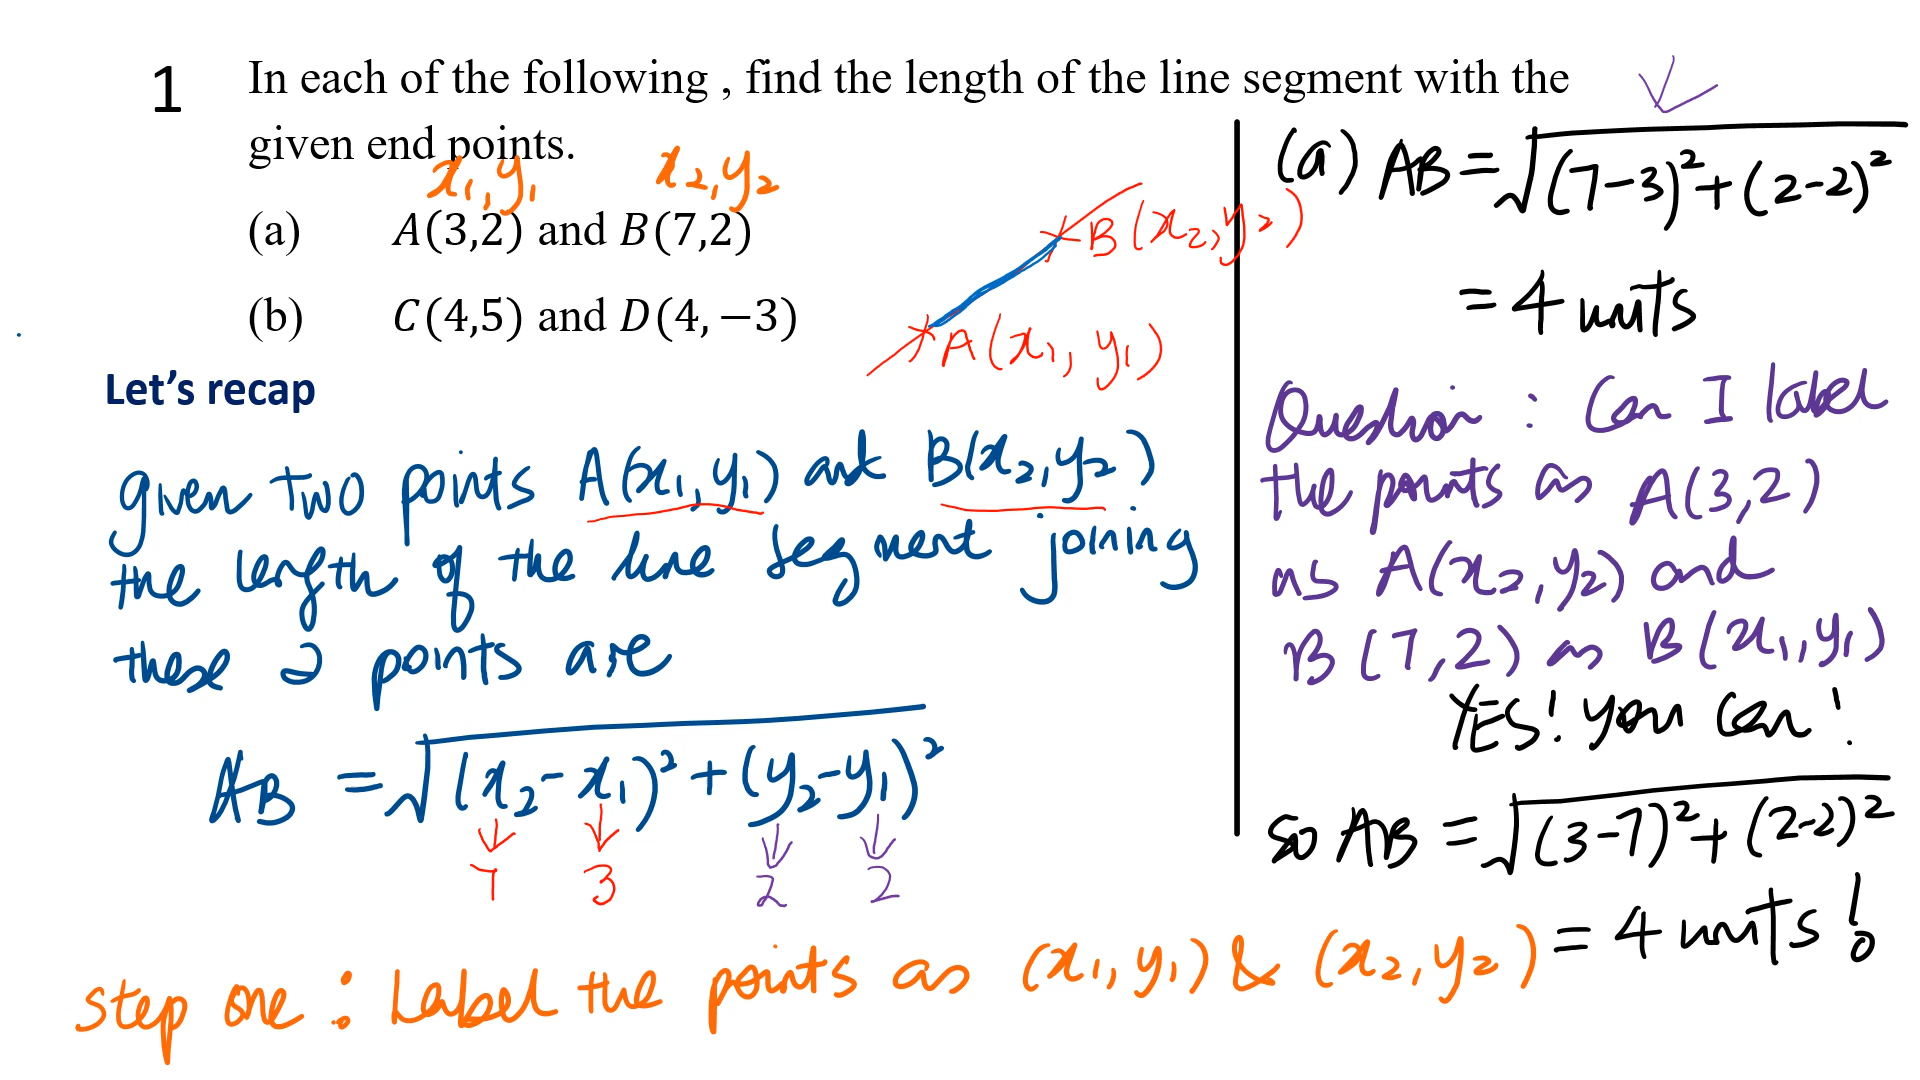 1 In each of the following , find the length of the line segment with the
given end points.
x₁,y₁ x₂,y₂
(a) A(3,2) and B(7,2)
(b) C(4,5) and D(4,−3)
B(x₂,y₂)
A(x₁,y₁)
Let's recap
given two points A(x₁,y₁) and B(x₂,y₂)
the length of the line segment joining
these 2 points are
AB = √((x₂-x₁)²+(y₂-y₁)²)
7 3 2 2
step one : Label the points as (x₁,y₁) & (x₂,y₂)
(a) AB = √((7-3)²+(2-2)²)
= 4 units
Question : Can I label
the points as A(3,2)
as A(x₂,y₂) and
B(7,2) as B(x₁,y₁)
YES! you can!
so AB = √((3-7)²+(2-2)²)
= 4 units!